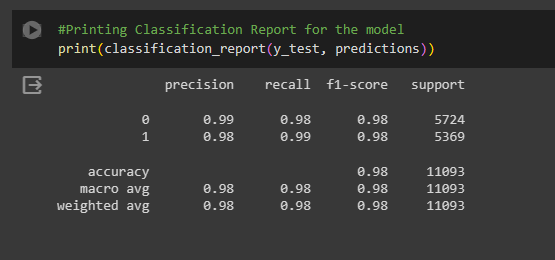 #Printing Classification Report for the model
print(classification_report(y_test, predictions))
precision recall f1-score support
0 0.99 0.98 0.98 5724
1 0.98 0.99 0.98 5369
accuracy 0.98 11093
macro avg 0.98 0.98 0.98 11093
weighted avg 0.98 0.98 0.98 11093